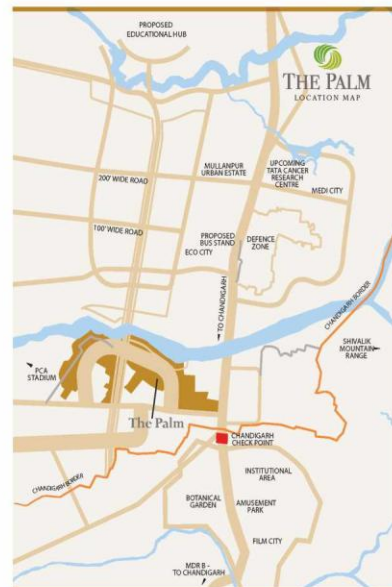 PROPOSED
EDUCATIONAL HUB
THE PALM
LOCATION MAP
MULLANPUR
URBAN ESTATE
UPCOMING
TATA CANCER
RESEARCH
CENTRE
200' WIDE ROAD
MEDI CITY
100' WIDE ROAD
PROPOSED
BUS STAND
DEFENCE
ZONE
ECO CITY
TO CHANDIGARH
CHANDIGARH BORDER
SHIVALIK
MOUNTAIN
RANGE
PCA
STADIUM
The Palm
CHANDIGARH
CHECK POINT
CHANDIGARH BORDER
INSTITUTIONAL
AREA
BOTANICAL
GARDEN
AMUSEMENT
PARK
FILM CITY
MDR B -
TO CHANDIGARH